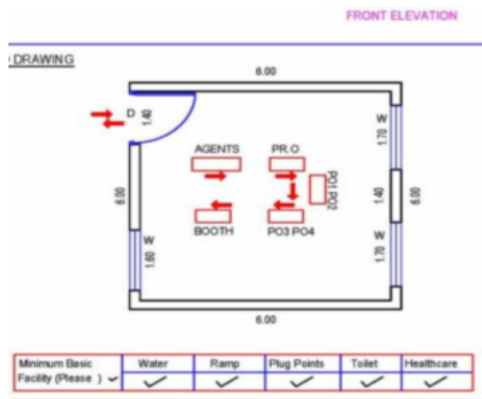 FRONT ELEVATION
DRAWING
6.00
D
1.40
AGENTS
PR.O
W
1.70
PO1 PO2
6.00
1.40
6.00
BOOTH
PO3 PO4
W
1.60
W
1.70
6.00
Minimum Basic Water Ramp Plug Points Toilet Healthcare
Facility (Please ) ✓ ✓ ✓ ✓ ✓ ✓